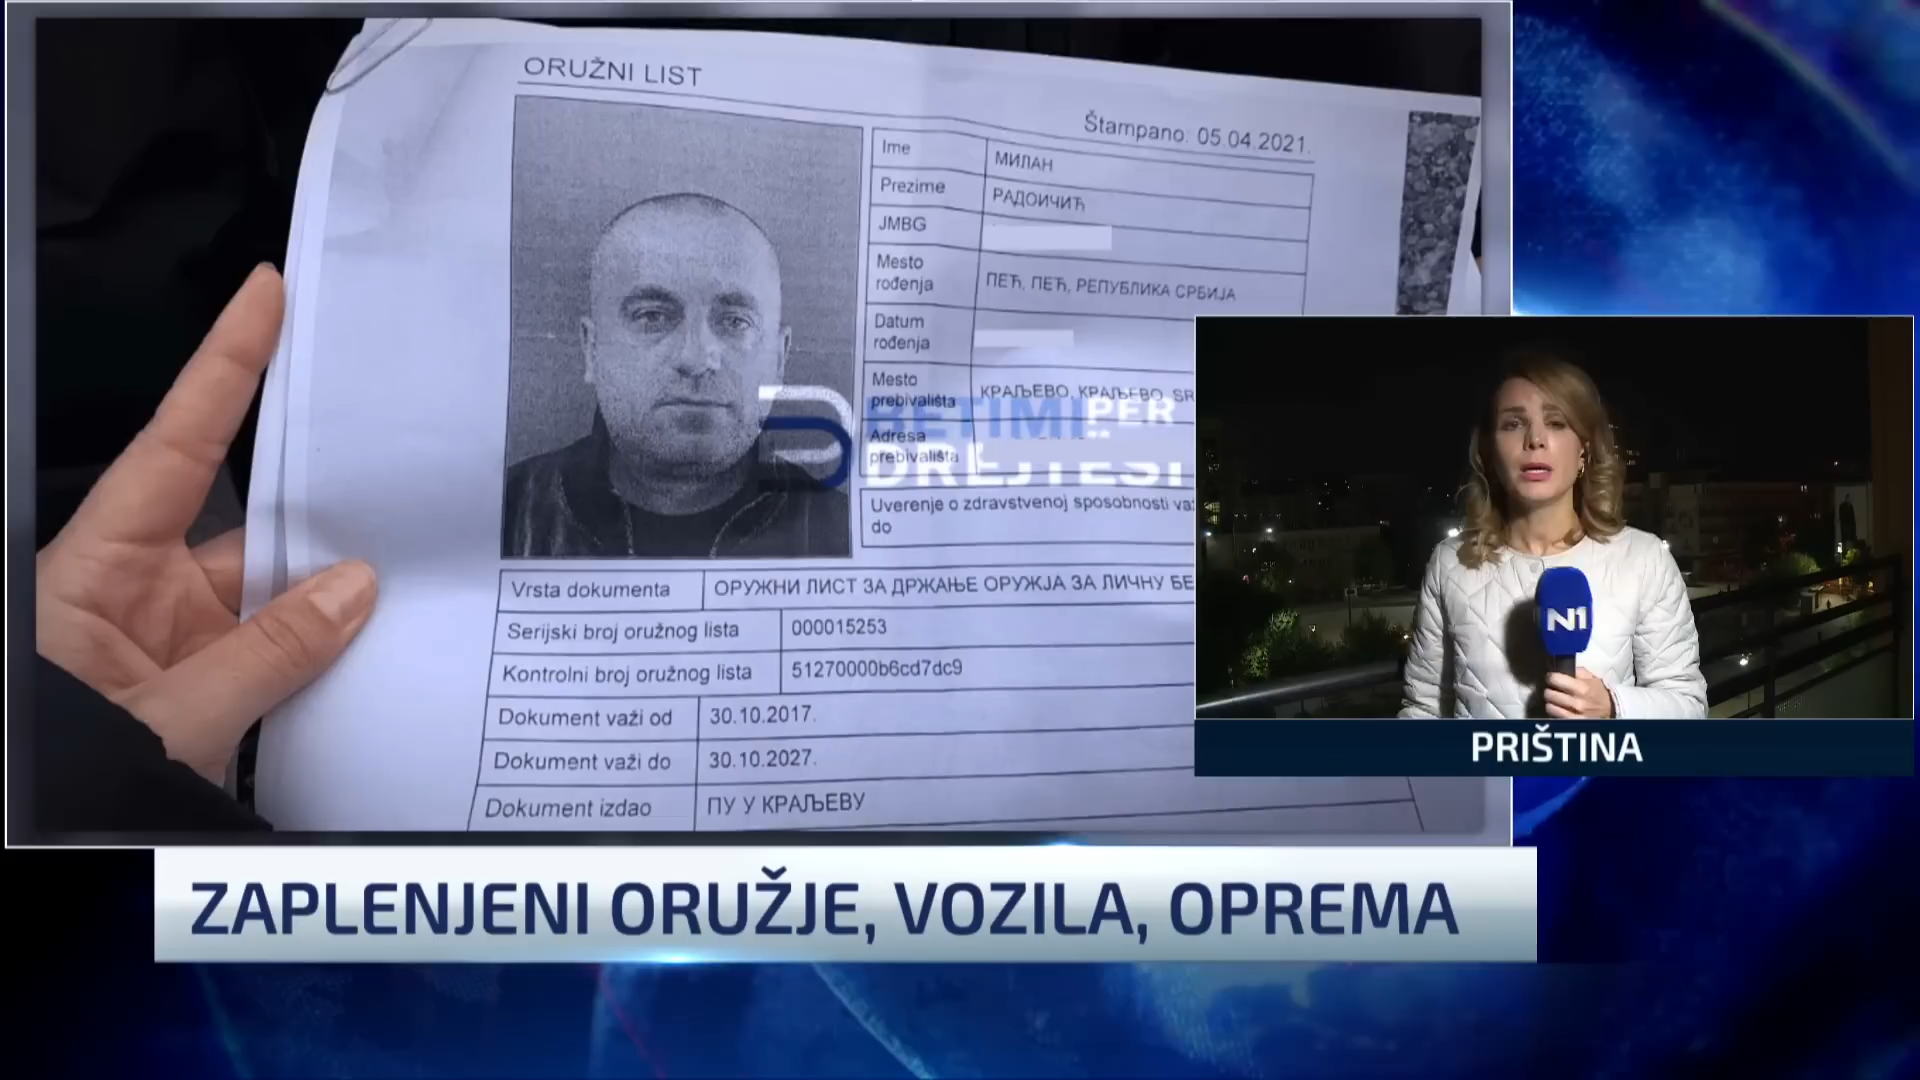 ORUŽNI LIST
Štampano: 05.04.2021.
Ime МИЛАН
Prezime РАДОИЧИЋ
JMBG
Mesto rođenja ПЕЋ, ПЕЋ, РЕПУБЛИКА СРБИЈА
Datum rođenja
Mesto prebivališta КРАЉЕВО, КРАЉЕВО, SR
Adresa prebivališta
BETIMI PËR
DREJTËSI
Uverenje o zdravstvenoj sposobnosti va
do
Vrsta dokumenta ОРУЖНИ ЛИСТ ЗА ДРЖАЊЕ ОРУЖЈА ЗА ЛИЧНУ БЕ
Serijski broj oružnog lista 000015253
Kontrolni broj oružnog lista 51270000b6cd7dc9
Dokument važi od 30.10.2017.
Dokument važi do 30.10.2027.
Dokument izdao ПУ У КРАЉЕВУ
N1
PRIŠTINA
ZAPLENJENI ORUŽJE, VOZILA, OPREMA